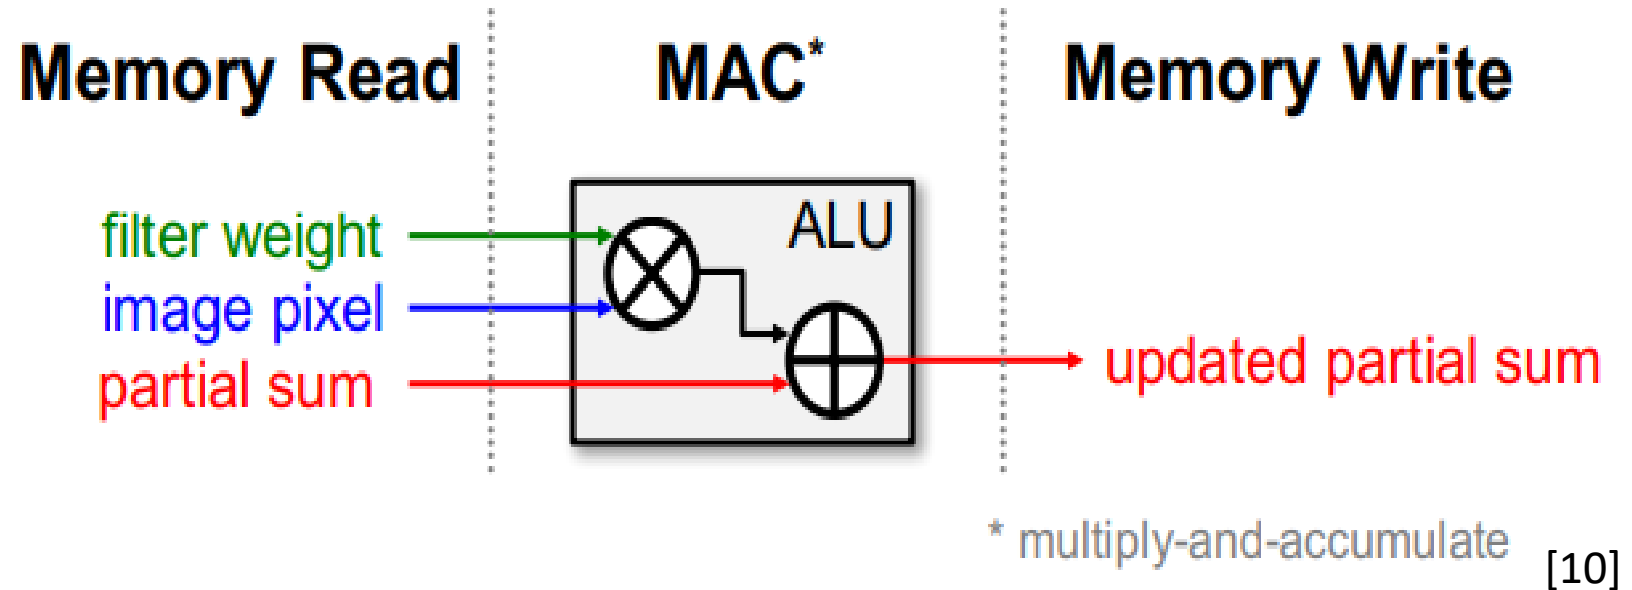 Memory Read
MAC*
Memory Write
filter weight
image pixel
partial sum
ALU
updated partial sum
* multiply-and-accumulate
[10]